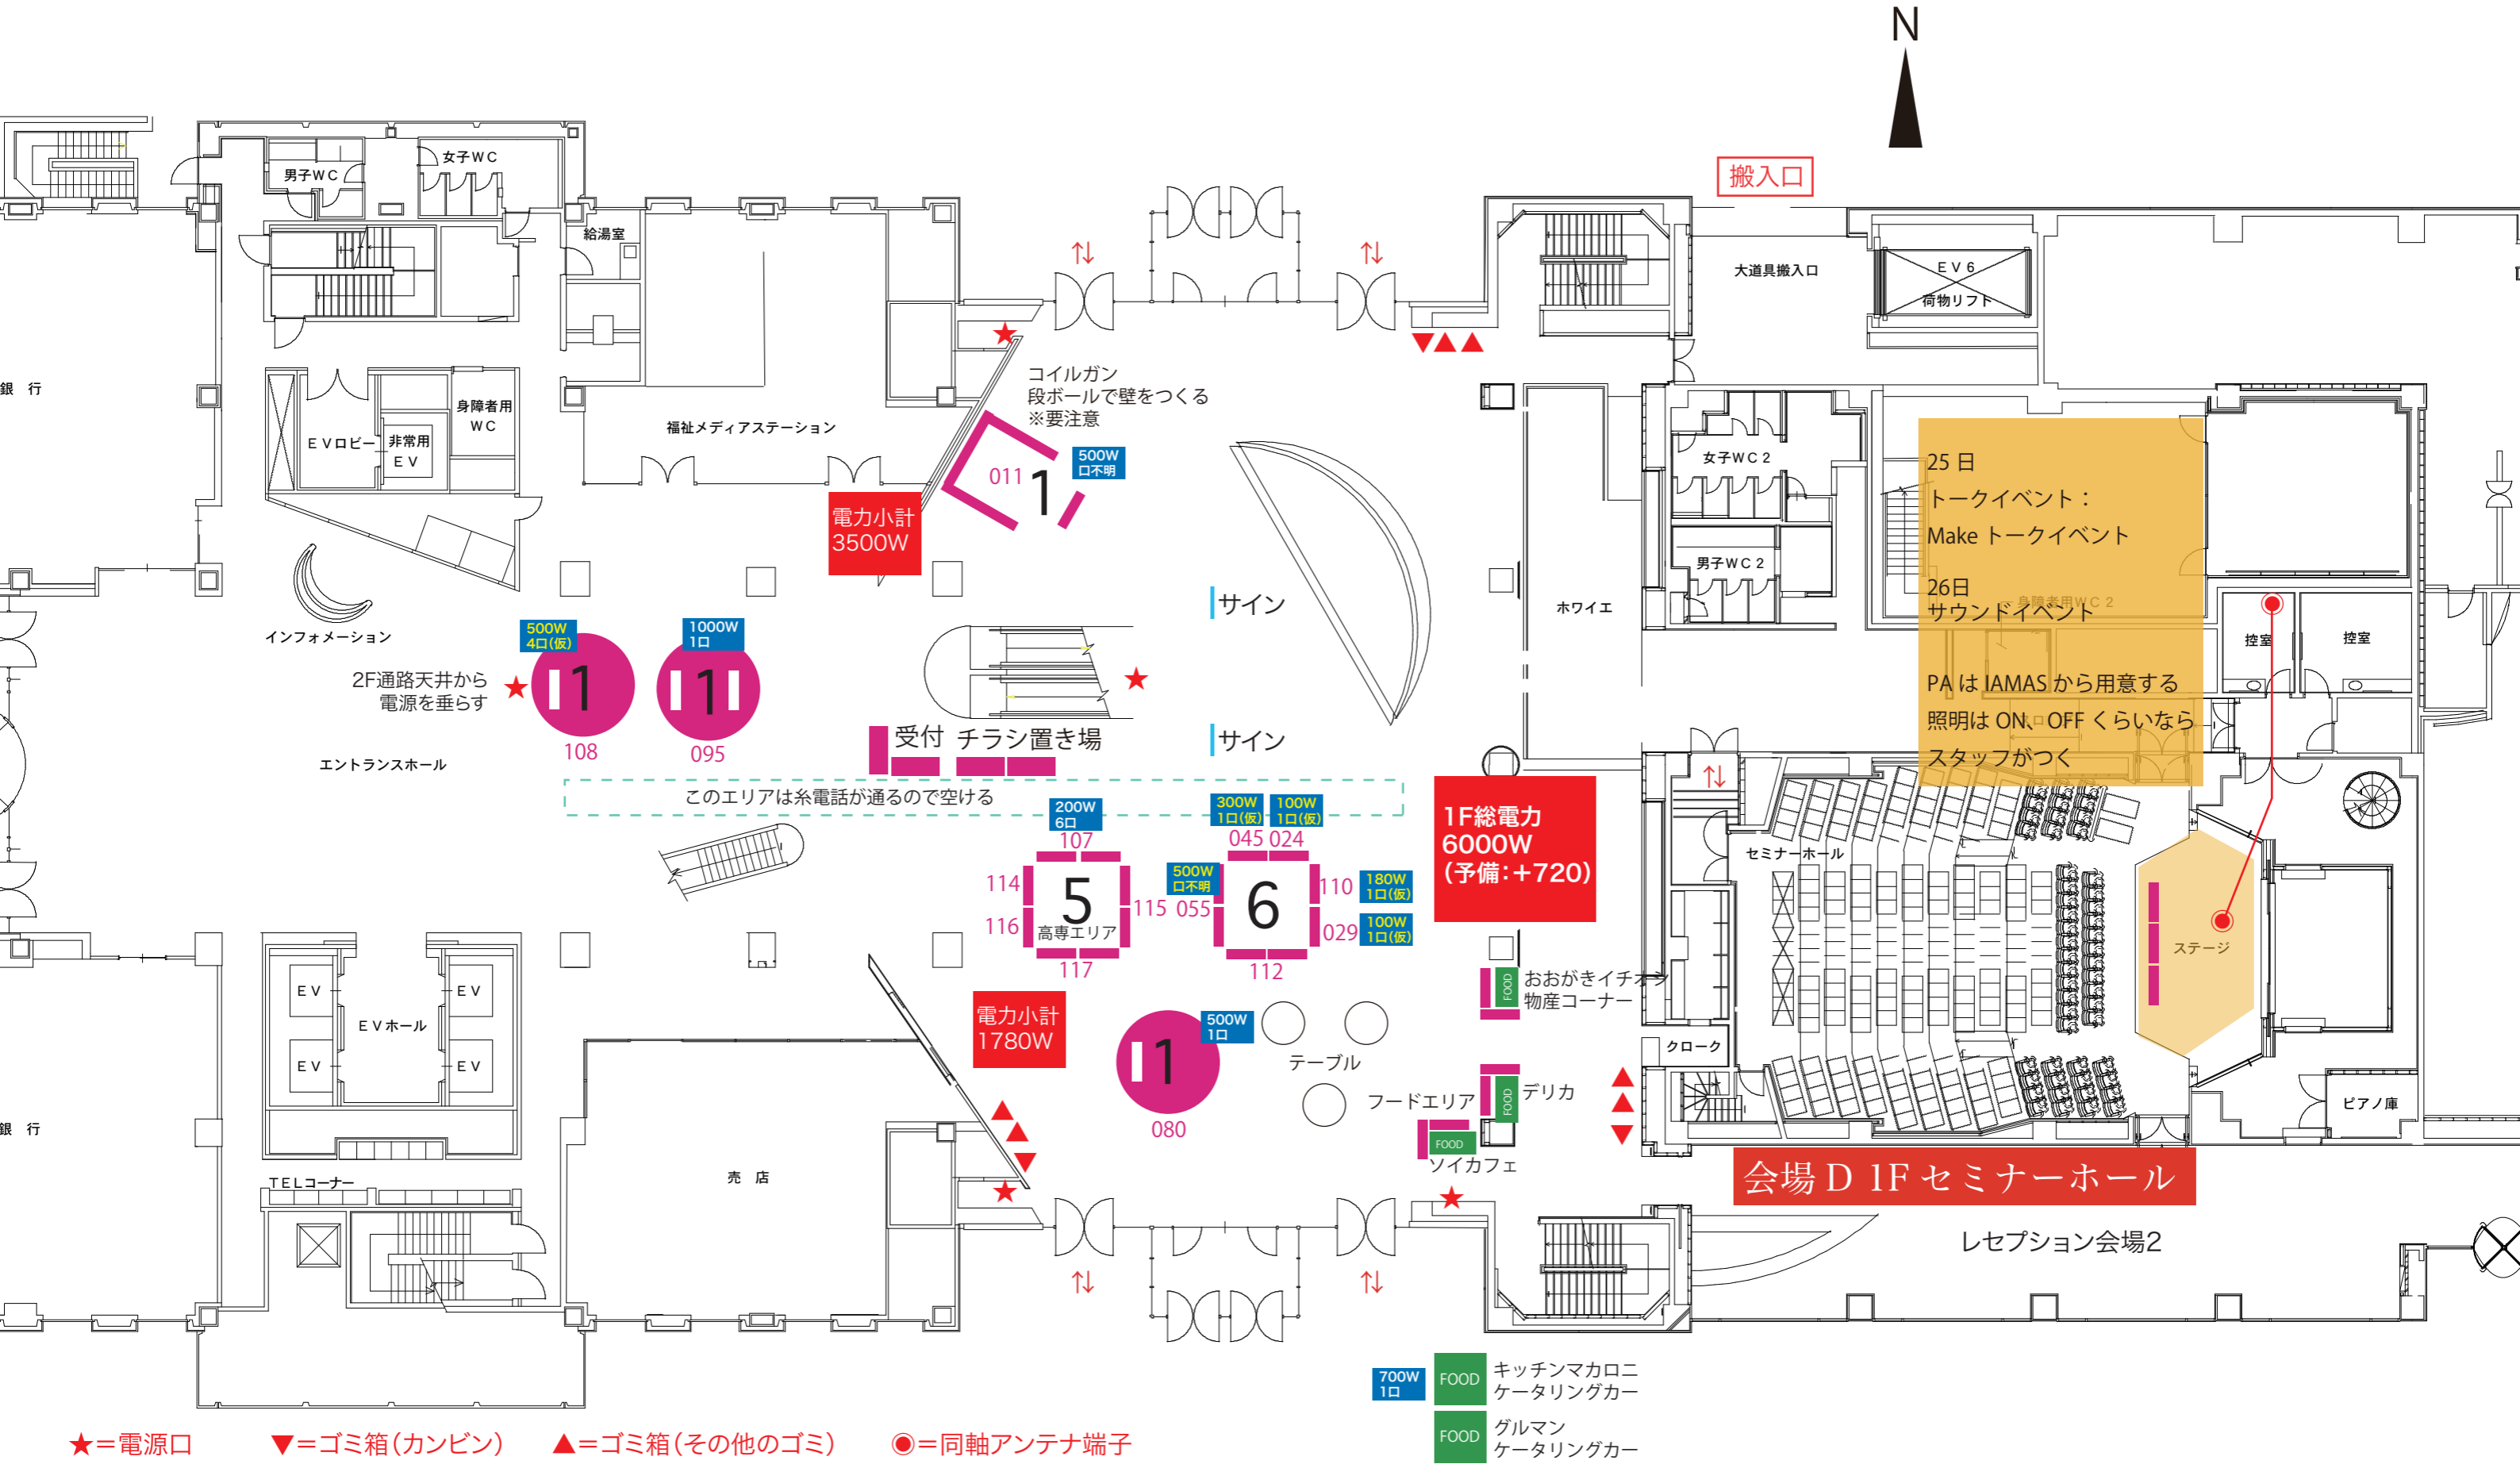 N
搬入口
男子WC
女子WC
給湯室
大道具搬入口
EV6
荷物リフト
銀 行
EVロビー
非常用
EV
身障者用
WC
福祉メディアステーション
コイルガン
段ボールで壁をつくる
※要注意
011
1
500W
口不明
電力小計
3500W
女子WC2
男子WC2
ホワイエ
25日
トークイベント：
Make トークイベント
26日
サウンドイベント
身障者用WC2
PA は IAMAS から用意する
照明は ON、OFF くらいなら
スタッフがつく
控室
控室
インフォメーション
2F通路天井から
電源を垂らす
500W
4口(仮)
1
108
1000W
1口
1
095
サイン
サイン
受付
チラシ置き場
エントランスホール
このエリアは糸電話が通るので空ける
200W
6口
107
114
116
5
高専エリア
115
117
300W
1口(仮)
100W
1口(仮)
045
024
500W
口不明
055
6
110
180W
1口(仮)
029
100W
1口(仮)
112
1F総電力
6000W
(予備：+720)
セミナーホール
ステージ
おおがきイチオシ
物産コーナー
FOOD
電力小計
1780W
500W
1口
1
080
テーブル
フードエリア
FOOD
デリカ
FOOD
ソイカフェ
クローク
ピアノ庫
EV
EV
EVホール
EV
EV
銀 行
TELコーナー
売 店
会場 D 1F セミナーホール
レセプション会場2
700W
1口
FOOD
キッチンマカロニ
ケータリングカー
FOOD
グルマン
ケータリングカー
★＝電源口
▼＝ゴミ箱（カンビン）
▲＝ゴミ箱（その他のゴミ）
◉＝同軸アンテナ端子